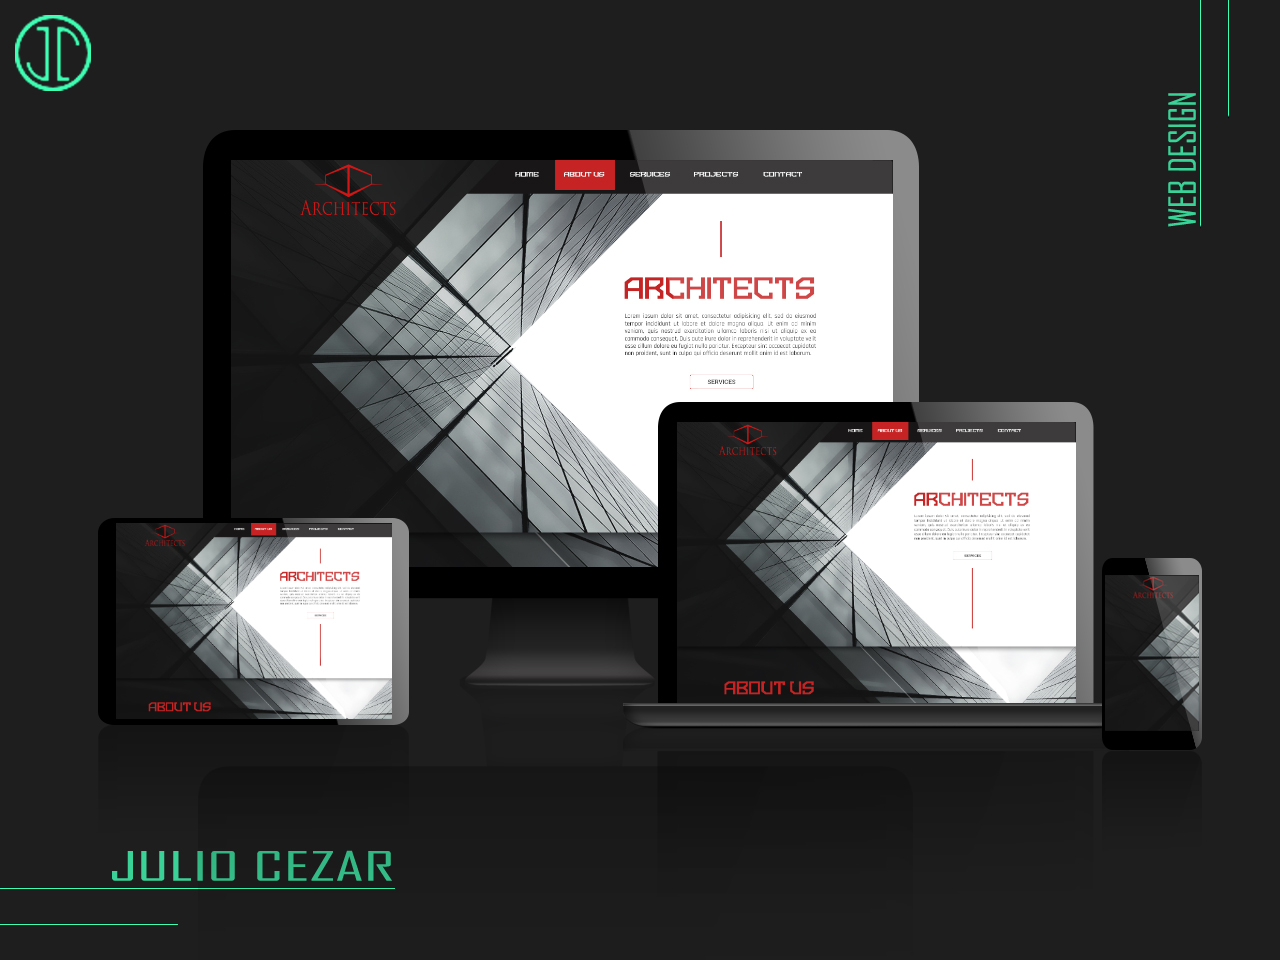 WEB DESIGN
ARCHITECTS
HOME ABOUT US SERVICES PROJECTS CONTACT
ARCHITECTS
Lorem ipsum dolor sit amet, consectetur adipisicing elit, sed do eiusmod
tempor incididunt ut labore et dolore magna aliqua. Ut enim ad minim
veniam, quis nostrud exercitation ullamco laboris nisi ut aliquip ex ea
commodo consequat. Duis aute irure dolor in reprehenderit in voluptate velit
esse cillum dolore eu fugiat nulla pariatur. Excepteur sint occaecat cupidatat
non proident, sunt in culpa qui officia deserunt mollit anim id est laborum.
SERVICES
ARCHITECTS
HOME ABOUT US SERVICES PROJECTS CONTACT
ARCHITECTS
SERVICES
ABOUT US
ARCHITECTS
HOME ABOUT US SERVICES PROJECTS CONTACT
ARCHITECTS
SERVICES
ABOUT US
ARCHITECTS
JULIO CEZAR